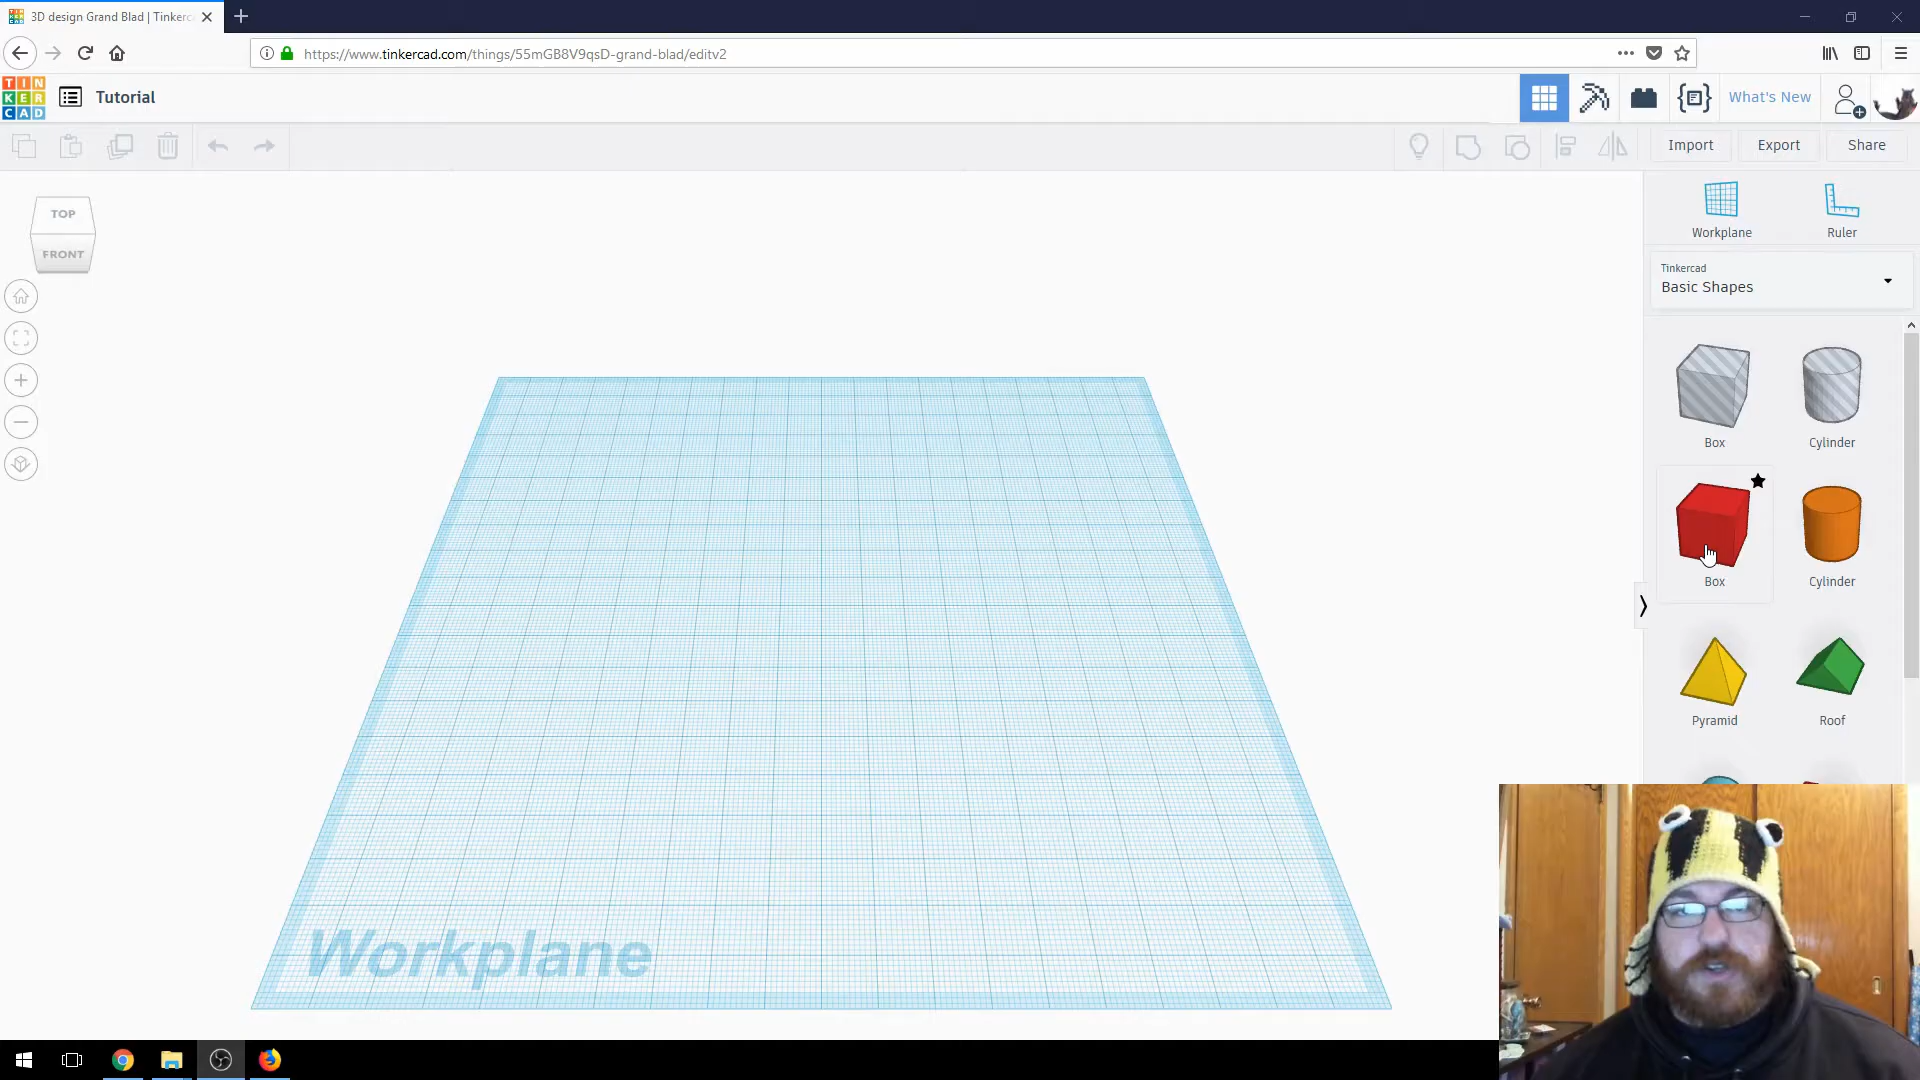 3D design Grand Blad | Tinkerc
https://www.tinkercad.com/things/55mGB8V9qsD-grand-blad/editv2
TIN
KER
CAD
Tutorial
What's New
Import
Export
Share
TOP
FRONT
Workplane
Ruler
Tinkercad
Basic Shapes
Box
Cylinder
Box
Cylinder
Pyramid
Roof
Workplane